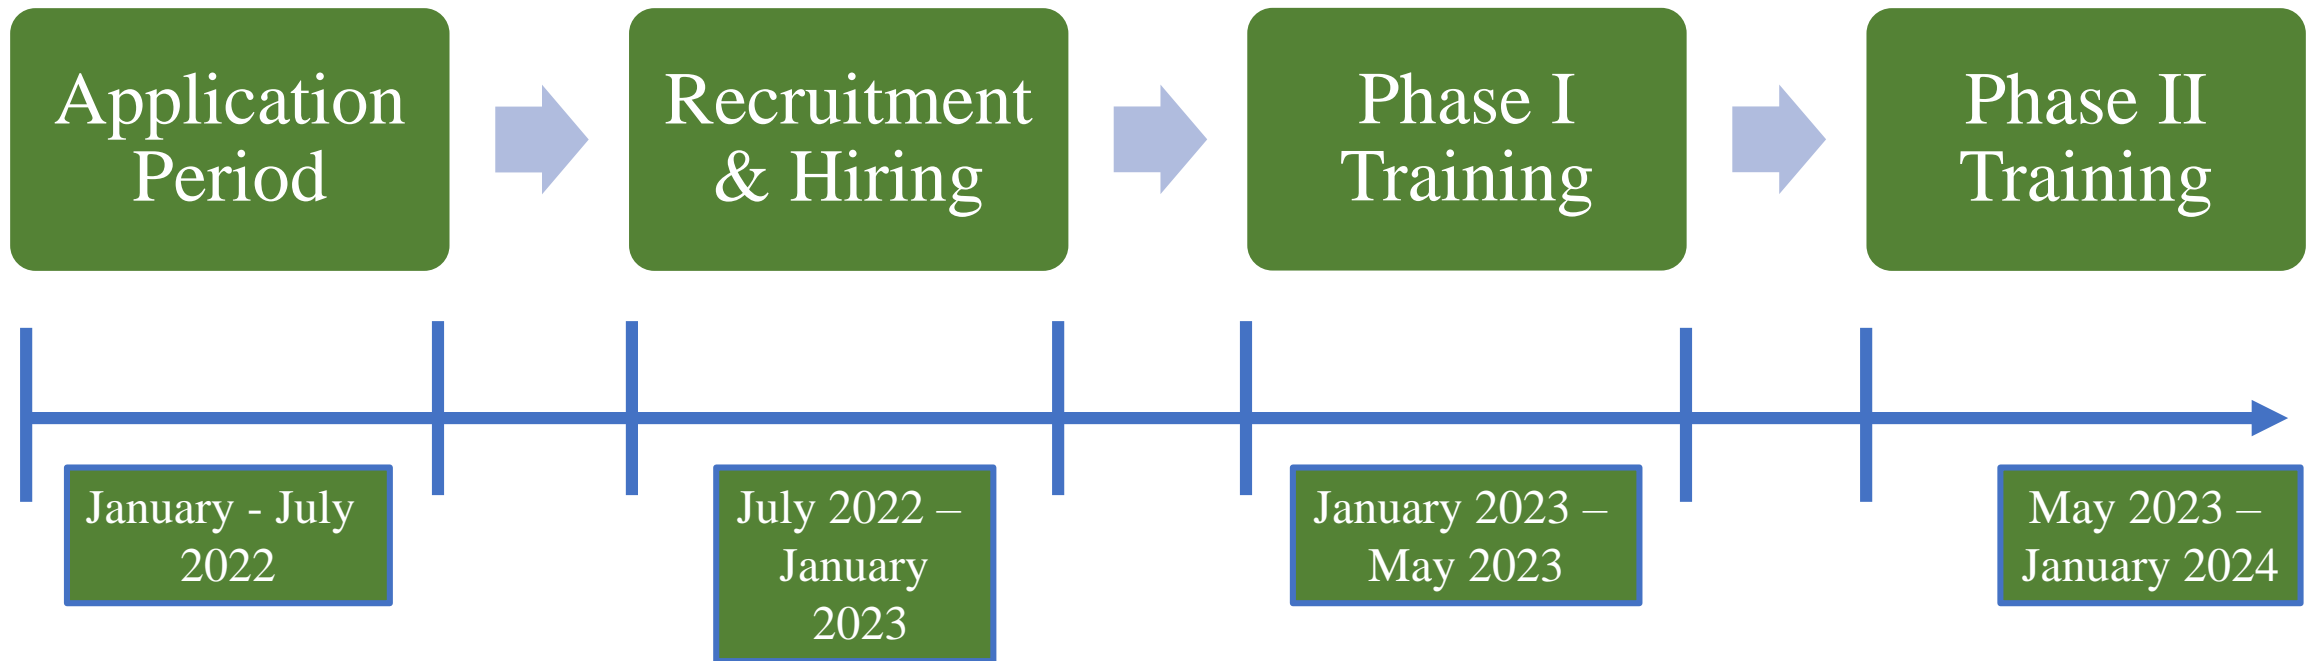 Application
Period
Recruitment
& Hiring
Phase I
Training
Phase II
Training
January - July
2022
July 2022 –
January
2023
January 2023 –
May 2023
May 2023 –
January 2024